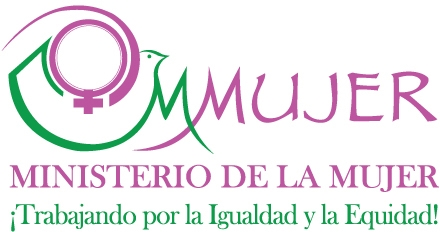 MMUJER
MINISTERIO DE LA MUJER
¡Trabajando por la Igualdad y la Equidad!